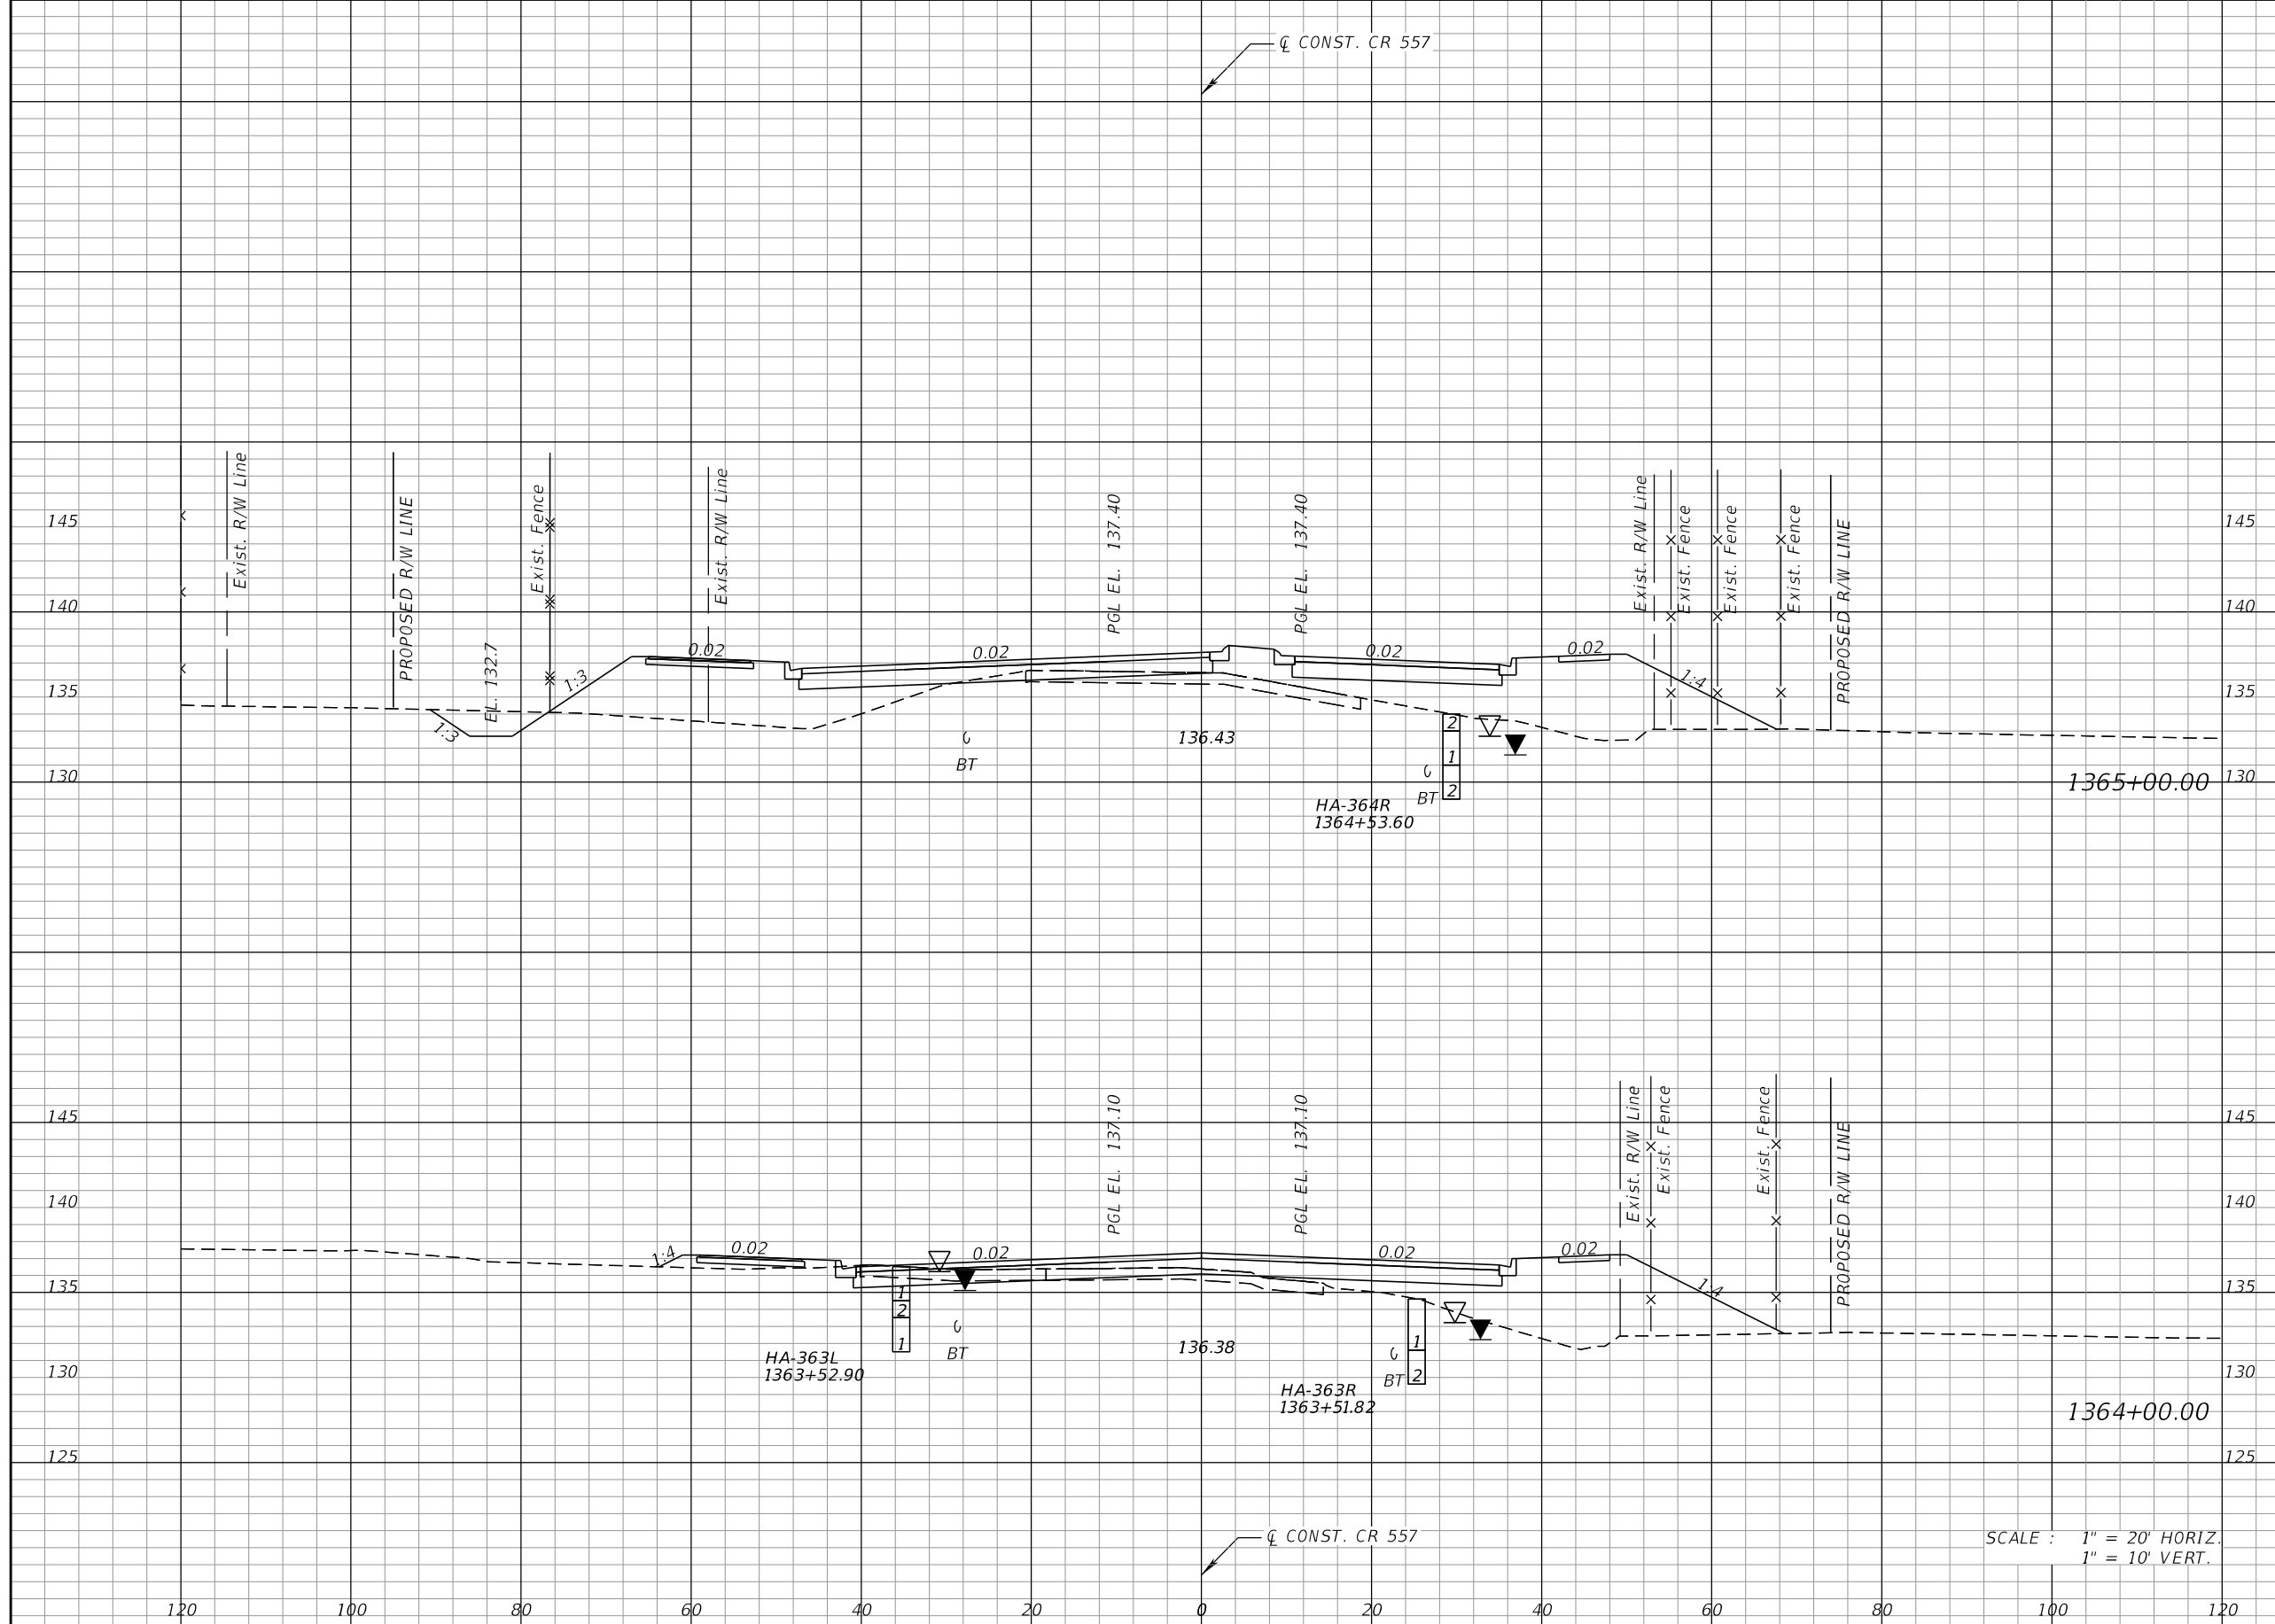 ℄ CONST. CR 557
Exist. R/W Line
PROPOSED R/W LINE
EL. 132.7
Exist. Fence
Exist. R/W Line
PGL EL. 137.40
PGL EL. 137.40
Exist. R/W Line
Exist. Fence
Exist. Fence
Exist. Fence
PROPOSED R/W LINE
145
145
140
140
0.02
0.02
0.02
0.02
1:3
1:4
135
135
1:3
136.43
2
1
2
BT
BT
130
130
1365+00.00
HA-364R
1364+53.60
PGL EL. 137.10
PGL EL. 137.10
Exist. R/W Line
Exist. Fence
Exist. Fence
PROPOSED R/W LINE
145
145
140
140
1:4
0.02
0.02
0.02
0.02
1:4
135
135
1
2
1
BT
136.38
1
2
BT
HA-363L
1363+52.90
130
130
HA-363R
1363+51.82
1364+00.00
125
125
℄ CONST. CR 557
SCALE : 1" = 20' HORIZ.
1" = 10' VERT.
120 100 80 60 40 20 0 20 40 60 80 100 120